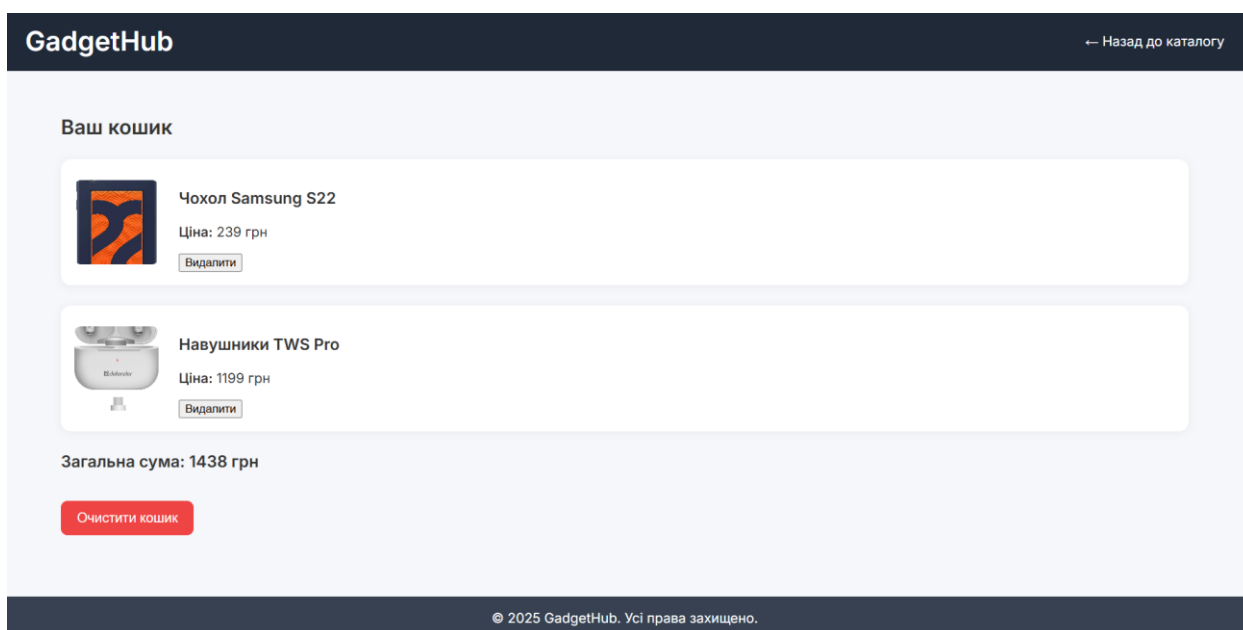 GadgetHub
← Назад до каталогу
Ваш кошик
Чохол Samsung S22
Ціна: 239 грн
Видалити
defender
Навушники TWS Pro
Ціна: 1199 грн
Видалити
Загальна сума: 1438 грн
Очистити кошик
© 2025 GadgetHub. Усі права захищено.